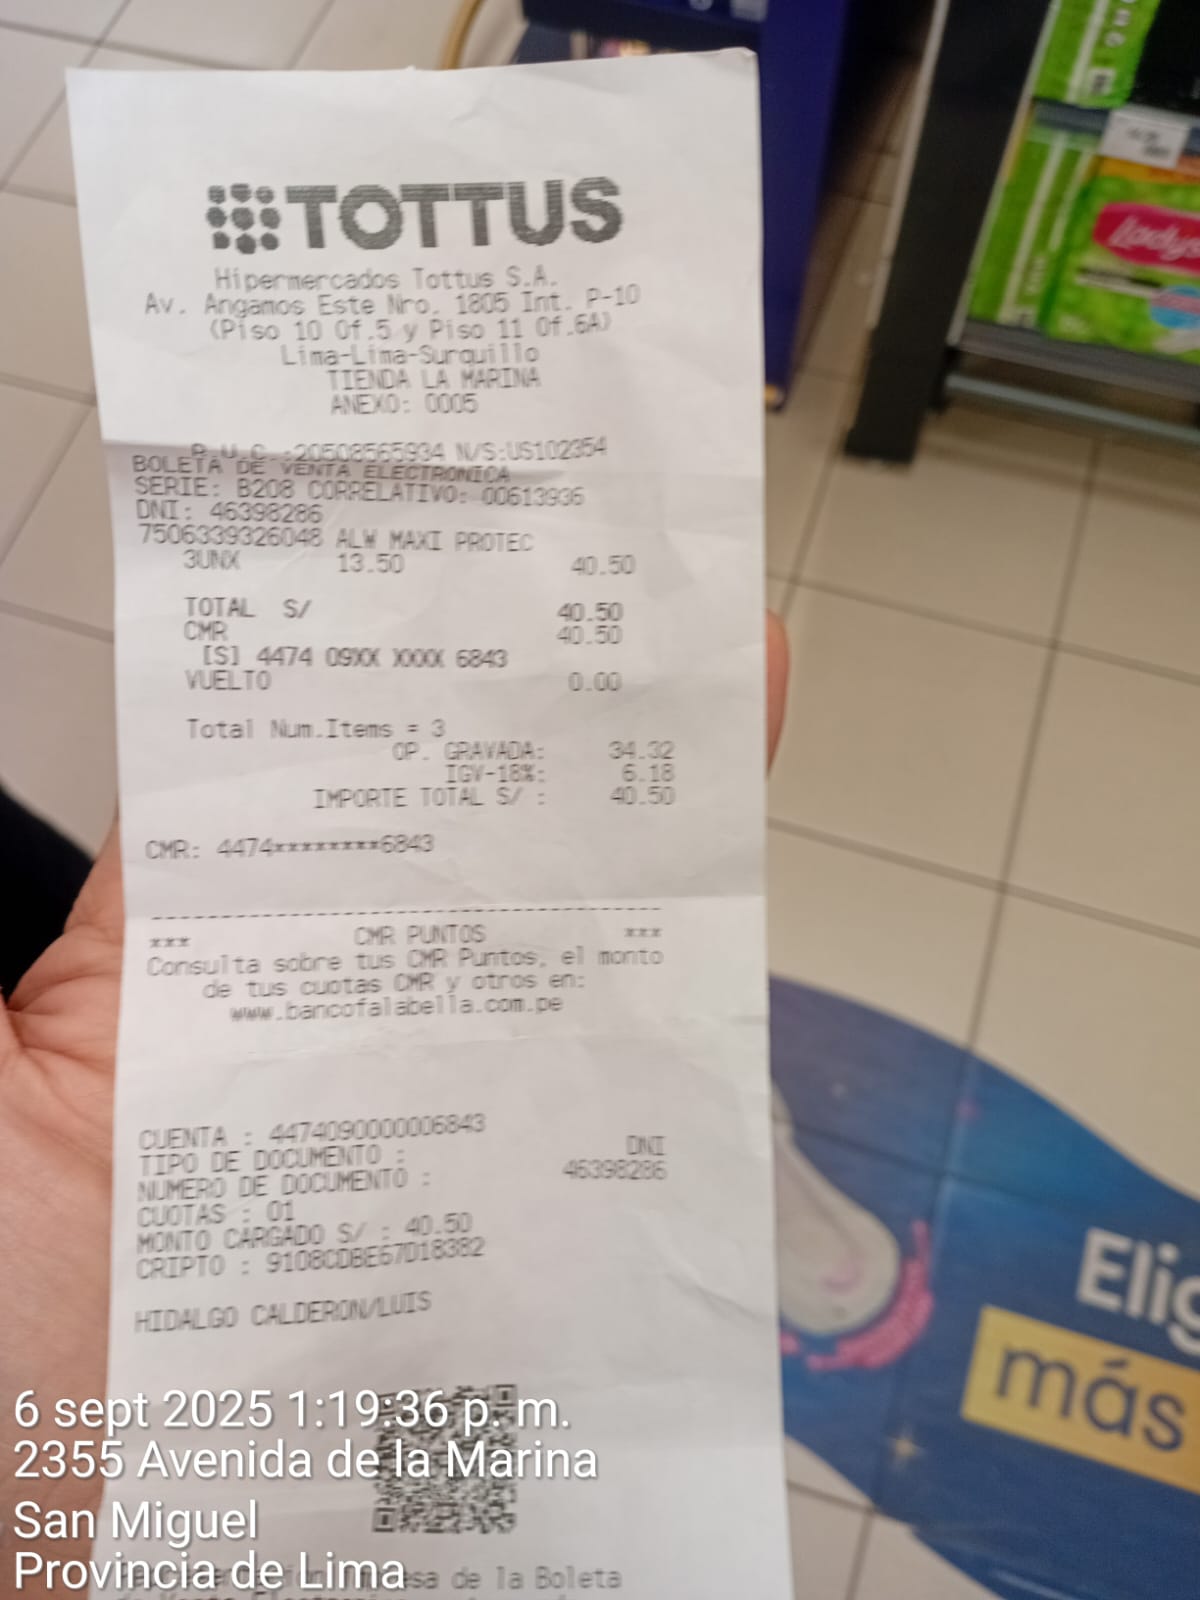 TOTTUS
Hipermercados Tottus S.A.
Av. Angamos Este Nro. 1805 Int. P-10
(Piso 10 Of.5 y Piso 11 Of.6A)
Lima-Lima-Surquillo
TIENDA LA MARINA
ANEXO: 0005
R.U.C.:20508565934 N/S:US102354
BOLETA DE VENTA ELECTRONICA
SERIE: B208 CORRELATIVO: 00613936
DNI: 46398286
7506339326048 ALW MAXI PROTEC
3UNX 13.50 40.50
TOTAL S/ 40.50
CMR 40.50
[S] 4474 09XX XXXX 6843
VUELTO 0.00
Total Num.Items = 3
OP. GRAVADA: 34.32
IGV-18%: 6.18
IMPORTE TOTAL S/ : 40.50
CMR: 4474********6843
*** CMR PUNTOS ***
Consulta sobre tus CMR Puntos, el monto
de tus cuotas CMR y otros en:
www.bancofalabella.com.pe
CUENTA : 4474090000006843
TIPO DE DOCUMENTO : DNI
NUMERO DE DOCUMENTO : 46398286
CUOTAS : 01
MONTO CARGADO S/ : 40.50
CRIPTO : 9108CDBE67D18382
HIDALGO CALDERON/LUIS
6 sept 2025 1:19:36 p. m.
2355 Avenida de la Marina
San Miguel
Provincia de Lima
de la Boleta
Ladys
Elig
más